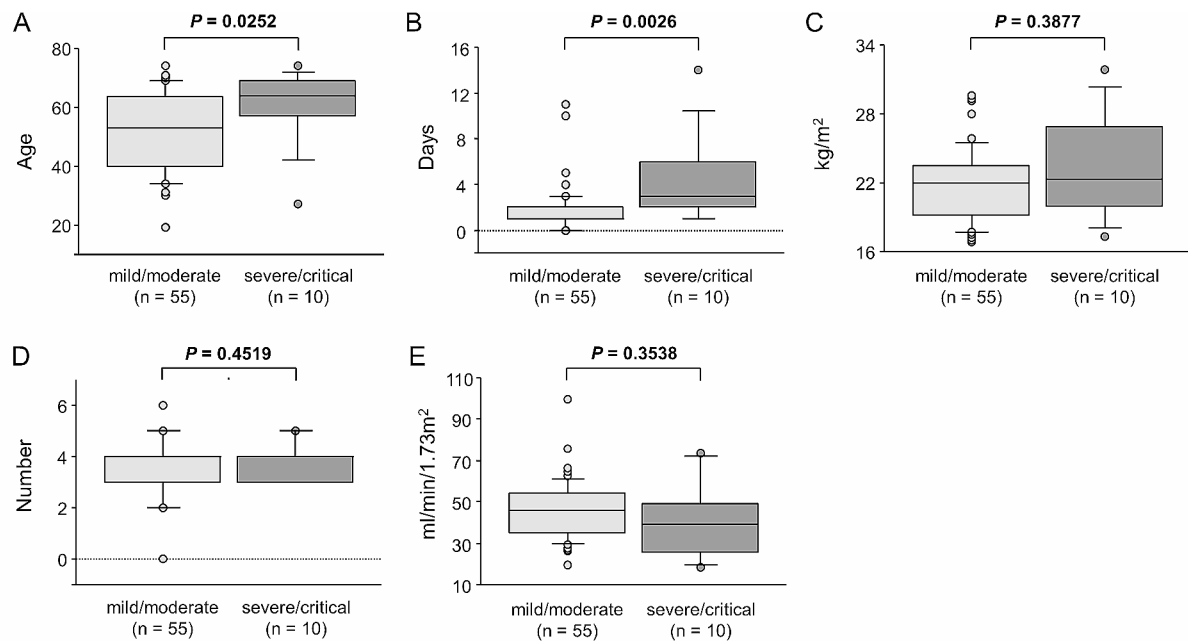 A
P = 0.0252
80
60
40
20
Age
mild/moderate
(n = 55)
severe/critical
(n = 10)
B
P = 0.0026
16
12
8
4
0
Days
mild/moderate
(n = 55)
severe/critical
(n = 10)
C
P = 0.3877
34
28
22
16
kg/m²
mild/moderate
(n = 55)
severe/critical
(n = 10)
D
P = 0.4519
6
4
2
0
Number
mild/moderate
(n = 55)
severe/critical
(n = 10)
E
P = 0.3538
110
90
70
50
30
10
ml/min/1.73m²
mild/moderate
(n = 55)
severe/critical
(n = 10)